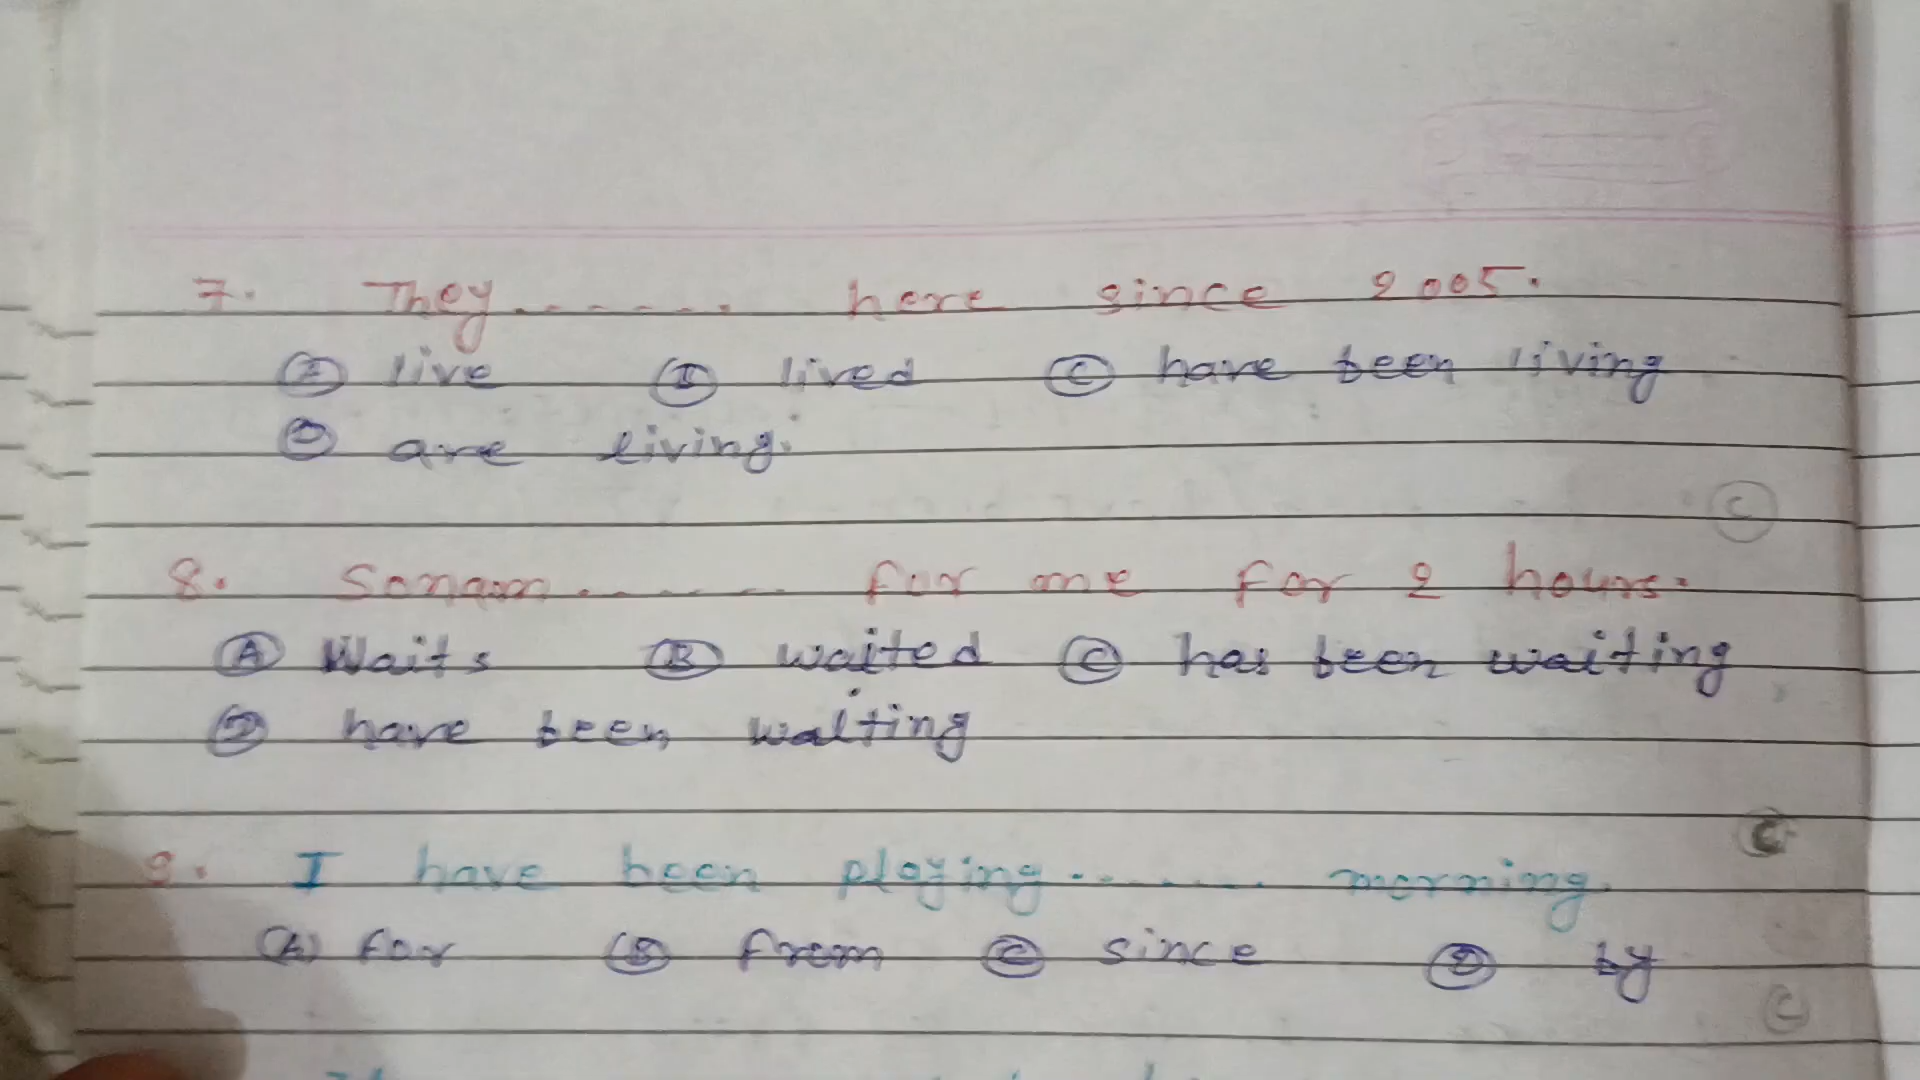 7. They....... here since 2005.
live lived Ⓒ have been living
are living.
Ⓒ
8. Sonam....... for me for 2 hours.
Ⓐ Waits Ⓑ waited Ⓒ has been waiting
Ⓓ have been waiting
Ⓒ
9. I have been playing....... morning.
(A) for Ⓑ from Ⓒ since Ⓓ by
Ⓒ